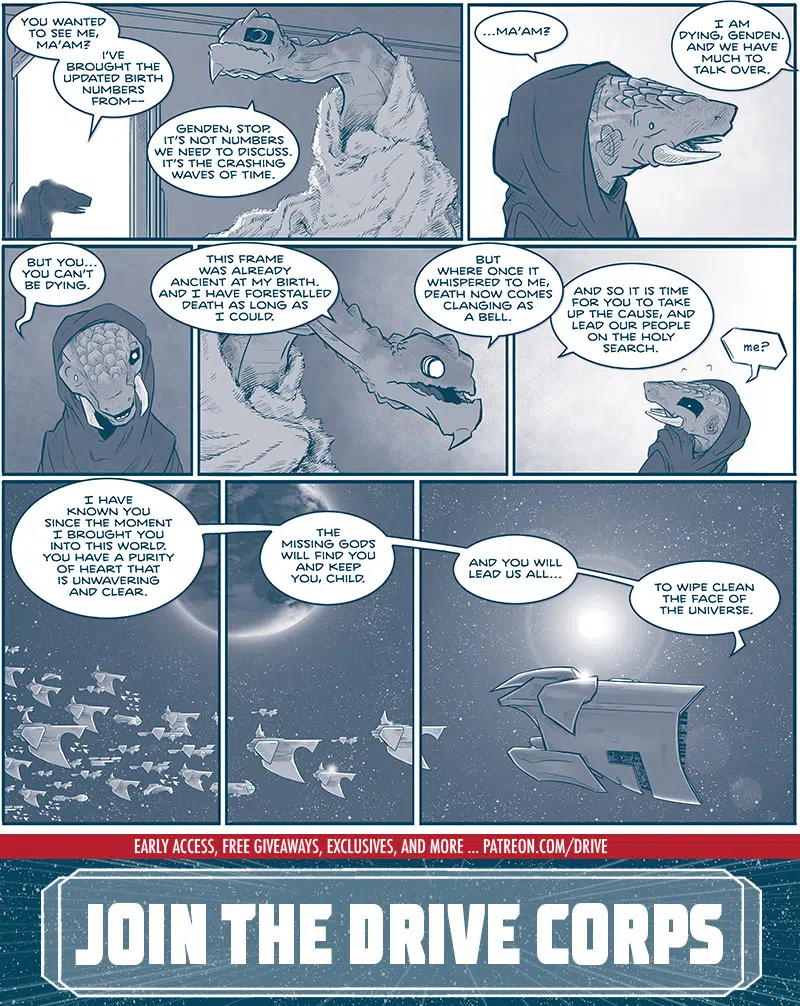 YOU WANTED
TO SEE ME,
MA'AM?
I'VE
BROUGHT THE
UPDATED BIRTH
NUMBERS
FROM--
GENDEN, STOP.
IT'S NOT NUMBERS
WE NEED TO DISCUSS.
IT'S THE CRASHING
WAVES OF TIME.
...MA'AM?
I AM
DYING, GENDEN.
AND WE HAVE
MUCH TO
TALK OVER.
BUT YOU...
YOU CAN'T
BE DYING.
THIS FRAME
WAS ALREADY
ANCIENT AT MY BIRTH.
AND I HAVE FORESTALLED
DEATH AS LONG AS
I COULD.
BUT
WHERE ONCE IT
WHISPERED TO ME,
DEATH NOW COMES
CLANGING AS
A BELL.
AND SO IT IS TIME
FOR YOU TO TAKE
UP THE CAUSE, AND
LEAD OUR PEOPLE
ON THE HOLY
SEARCH.
me?
I HAVE
KNOWN YOU
SINCE THE MOMENT
I BROUGHT YOU
INTO THIS WORLD.
YOU HAVE A PURITY
OF HEART THAT
IS UNWAVERING
AND CLEAR.
THE
MISSING GODS
WILL FIND YOU
AND KEEP
YOU, CHILD.
AND YOU WILL
LEAD US ALL...
TO WIPE CLEAN
THE FACE OF
THE UNIVERSE.
EARLY ACCESS, FREE GIVEAWAYS, EXCLUSIVES, AND MORE ... PATREON.COM/DRIVE
JOIN THE DRIVE CORPS